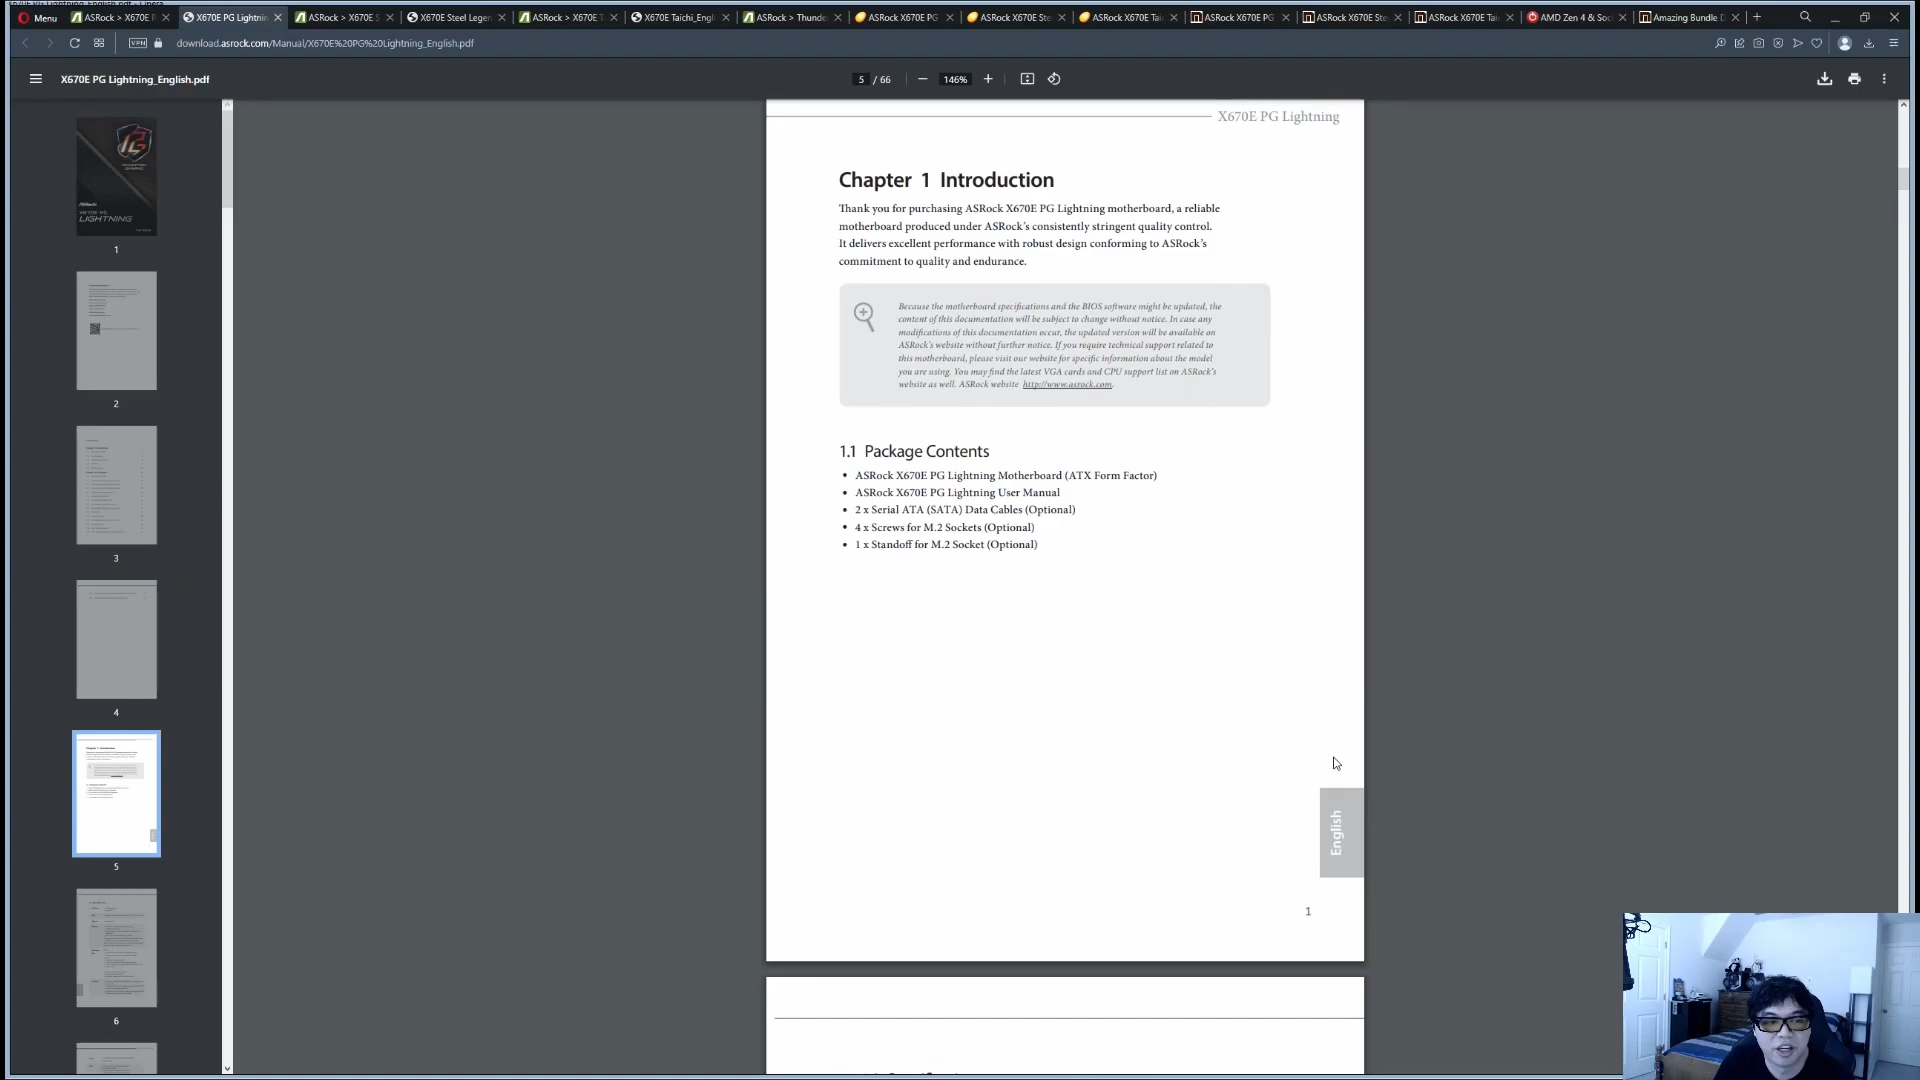 Menu
ASRock > X670E P
X670E PG Lightnin
ASRock > X670E S
X670E Steel Legen
ASRock > X670E T
X670E Taichi_Engl
ASRock > Thunde
ASRock X670E PG
ASRock X670E Ste
ASRock X670E Tai
ASRock X670E PG
ASRock X670E Ste
ASRock X670E Tai
AMD Zen 4 & Soc
Amazing Bundle D
VPN
download.asrock.com/Manual/X670E%20PG%20Lightning_English.pdf
X670E PG Lightning_English.pdf
5 / 66
146%
LIGHTNING
1
2
3
4
5
6
X670E PG Lightning
Chapter 1 Introduction
Thank you for purchasing ASRock X670E PG Lightning motherboard, a reliable
motherboard produced under ASRock's consistently stringent quality control.
It delivers excellent performance with robust design conforming to ASRock's
commitment to quality and endurance.
Because the motherboard specifications and the BIOS software might be updated, the
content of this documentation will be subject to change without notice. In case any
modifications of this documentation occur, the updated version will be available on
ASRock's website without further notice. If you require technical support related to
this motherboard, please visit our website for specific information about the model
you are using. You may find the latest VGA cards and CPU support list on ASRock's
website as well. ASRock website http://www.asrock.com.
1.1 Package Contents
• ASRock X670E PG Lightning Motherboard (ATX Form Factor)
• ASRock X670E PG Lightning User Manual
• 2 x Serial ATA (SATA) Data Cables (Optional)
• 4 x Screws for M.2 Sockets (Optional)
• 1 x Standoff for M.2 Socket (Optional)
English
1